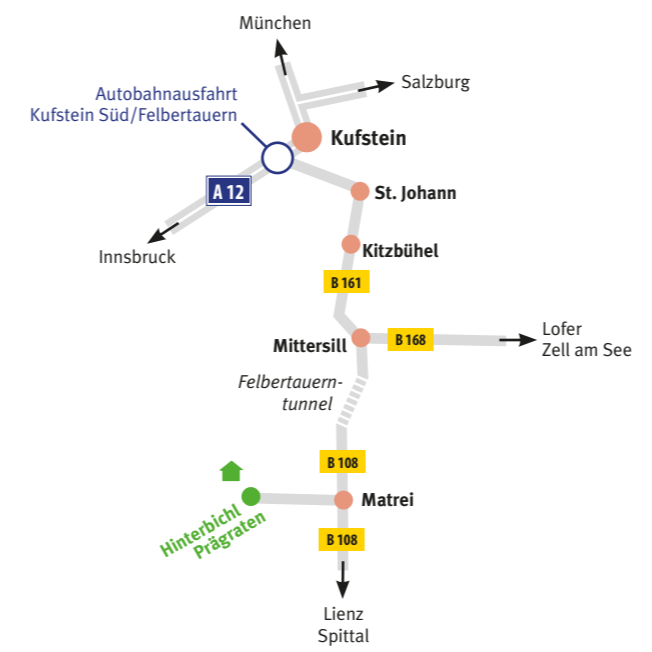 München
Salzburg
Autobahnausfahrt
Kufstein Süd/Felbertauern
Kufstein
A 12
St. Johann
Innsbruck
Kitzbühel
B 161
Mittersill
B 168
Lofer
Zell am See
Felbertauern-
tunnel
B 108
Matrei
Hinterbichl
Prägraten
B 108
Lienz
Spittal